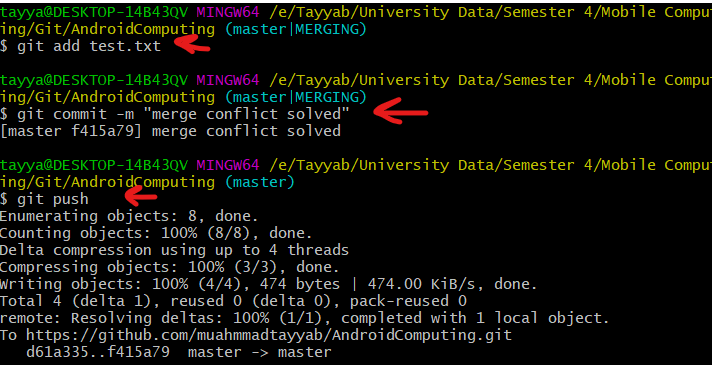 tayya@DESKTOP-14B43QV MINGW64 /e/Tayyab/University Data/Semester 4/Mobile Comput
ing/Git/AndroidComputing (master|MERGING)
$ git add test.txt
tayya@DESKTOP-14B43QV MINGW64 /e/Tayyab/University Data/Semester 4/Mobile Comput
ing/Git/AndroidComputing (master|MERGING)
$ git commit -m "merge conflict solved"
[master f415a79] merge conflict solved
tayya@DESKTOP-14B43QV MINGW64 /e/Tayyab/University Data/Semester 4/Mobile Comput
ing/Git/AndroidComputing (master)
$ git push
Enumerating objects: 8, done.
Counting objects: 100% (8/8), done.
Delta compression using up to 4 threads
Compressing objects: 100% (3/3), done.
Writing objects: 100% (4/4), 474 bytes | 474.00 KiB/s, done.
Total 4 (delta 1), reused 0 (delta 0), pack-reused 0
remote: Resolving deltas: 100% (1/1), completed with 1 local object.
To https://github.com/muahmmadtayyab/AndroidComputing.git
   d61a335..f415a79  master -> master